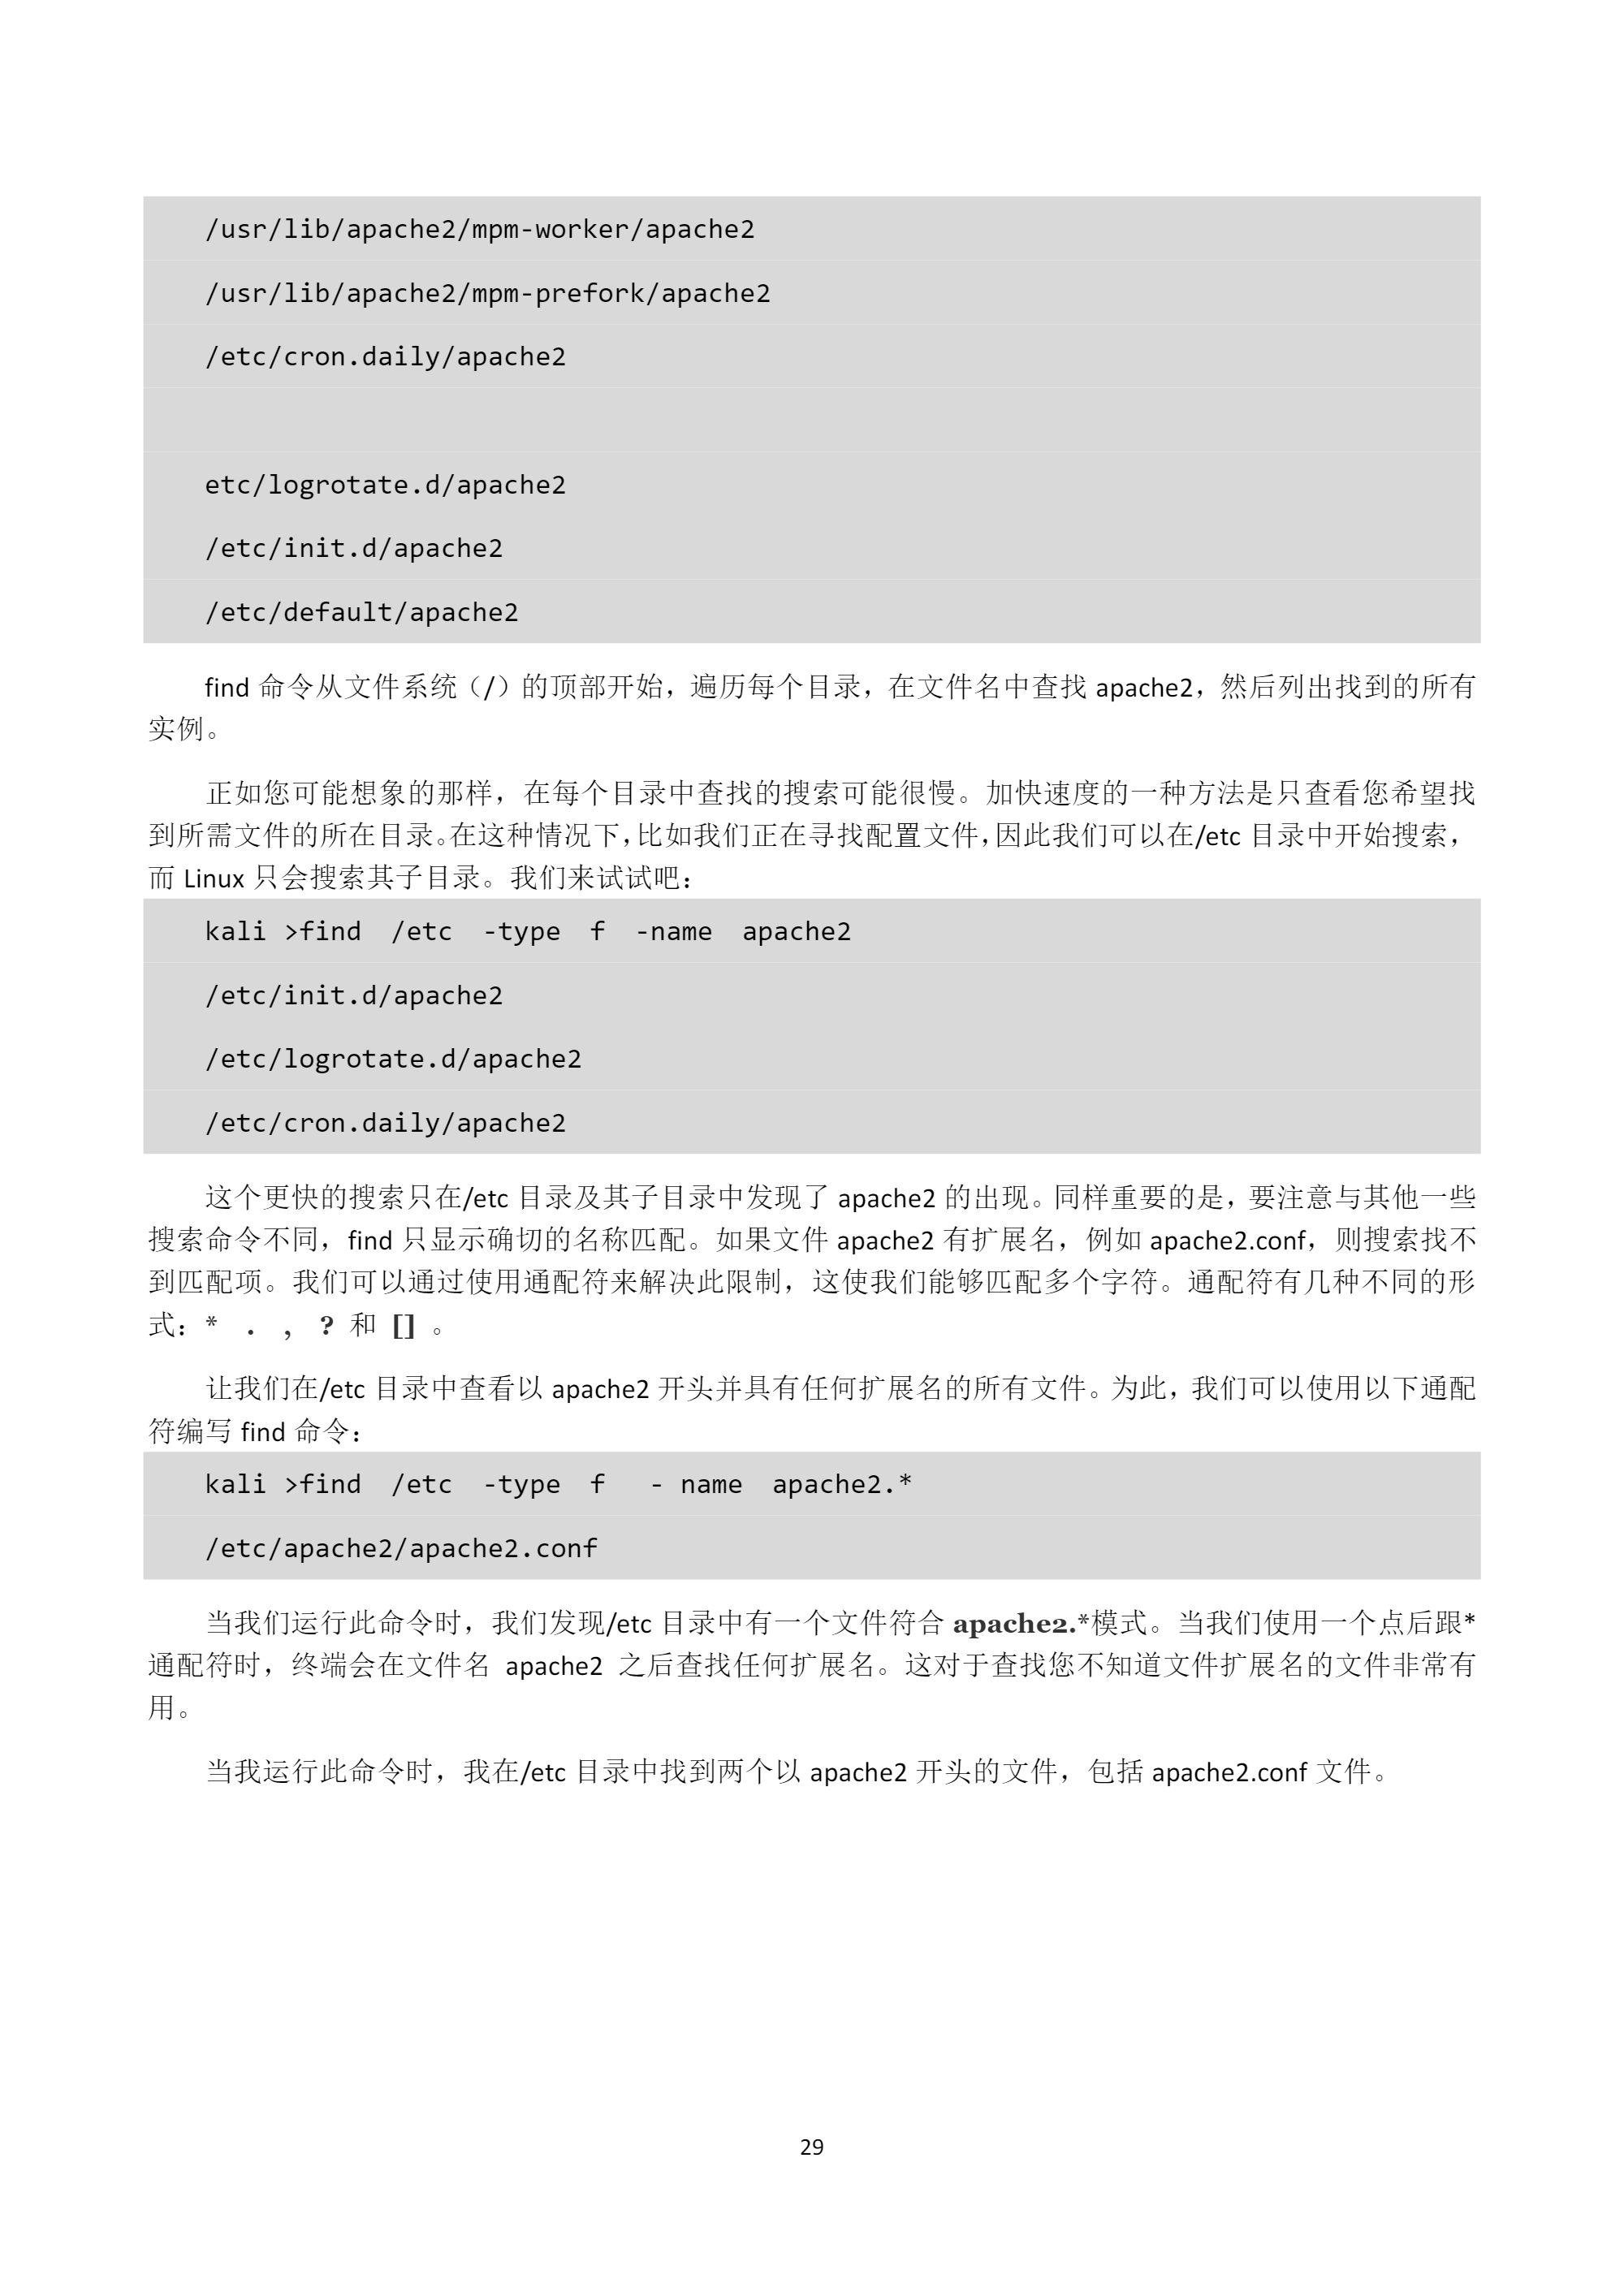 /usr/lib/apache2/mpm-worker/apache2
/usr/lib/apache2/mpm-prefork/apache2
/etc/cron.daily/apache2
etc/logrotate.d/apache2
/etc/init.d/apache2
/etc/default/apache2
find 命令从文件系统（/）的顶部开始，遍历每个目录，在文件名中查找 apache2，然后列出找到的所有
实例。
正如您可能想象的那样，在每个目录中查找的搜索可能很慢。加快速度的一种方法是只查看您希望找
到所需文件的所在目录。在这种情况下，比如我们正在寻找配置文件，因此我们可以在/etc 目录中开始搜索，
而 Linux 只会搜索其子目录。我们来试试吧：
kali >find /etc -type f -name apache2
/etc/init.d/apache2
/etc/logrotate.d/apache2
/etc/cron.daily/apache2
这个更快的搜索只在/etc 目录及其子目录中发现了 apache2 的出现。同样重要的是，要注意与其他一些
搜索命令不同，find 只显示确切的名称匹配。如果文件 apache2 有扩展名，例如 apache2.conf，则搜索找不
到匹配项。我们可以通过使用通配符来解决此限制，这使我们能够匹配多个字符。通配符有几种不同的形
式：* . , ? 和 [] 。
让我们在/etc 目录中查看以 apache2 开头并具有任何扩展名的所有文件。为此，我们可以使用以下通配
符编写 find 命令：
kali >find /etc -type f - name apache2.*
/etc/apache2/apache2.conf
当我们运行此命令时，我们发现/etc 目录中有一个文件符合 apache2.*模式。当我们使用一个点后跟*
通配符时，终端会在文件名 apache2 之后查找任何扩展名。这对于查找您不知道文件扩展名的文件非常有
用。
当我运行此命令时，我在/etc 目录中找到两个以 apache2 开头的文件，包括 apache2.conf 文件。
29